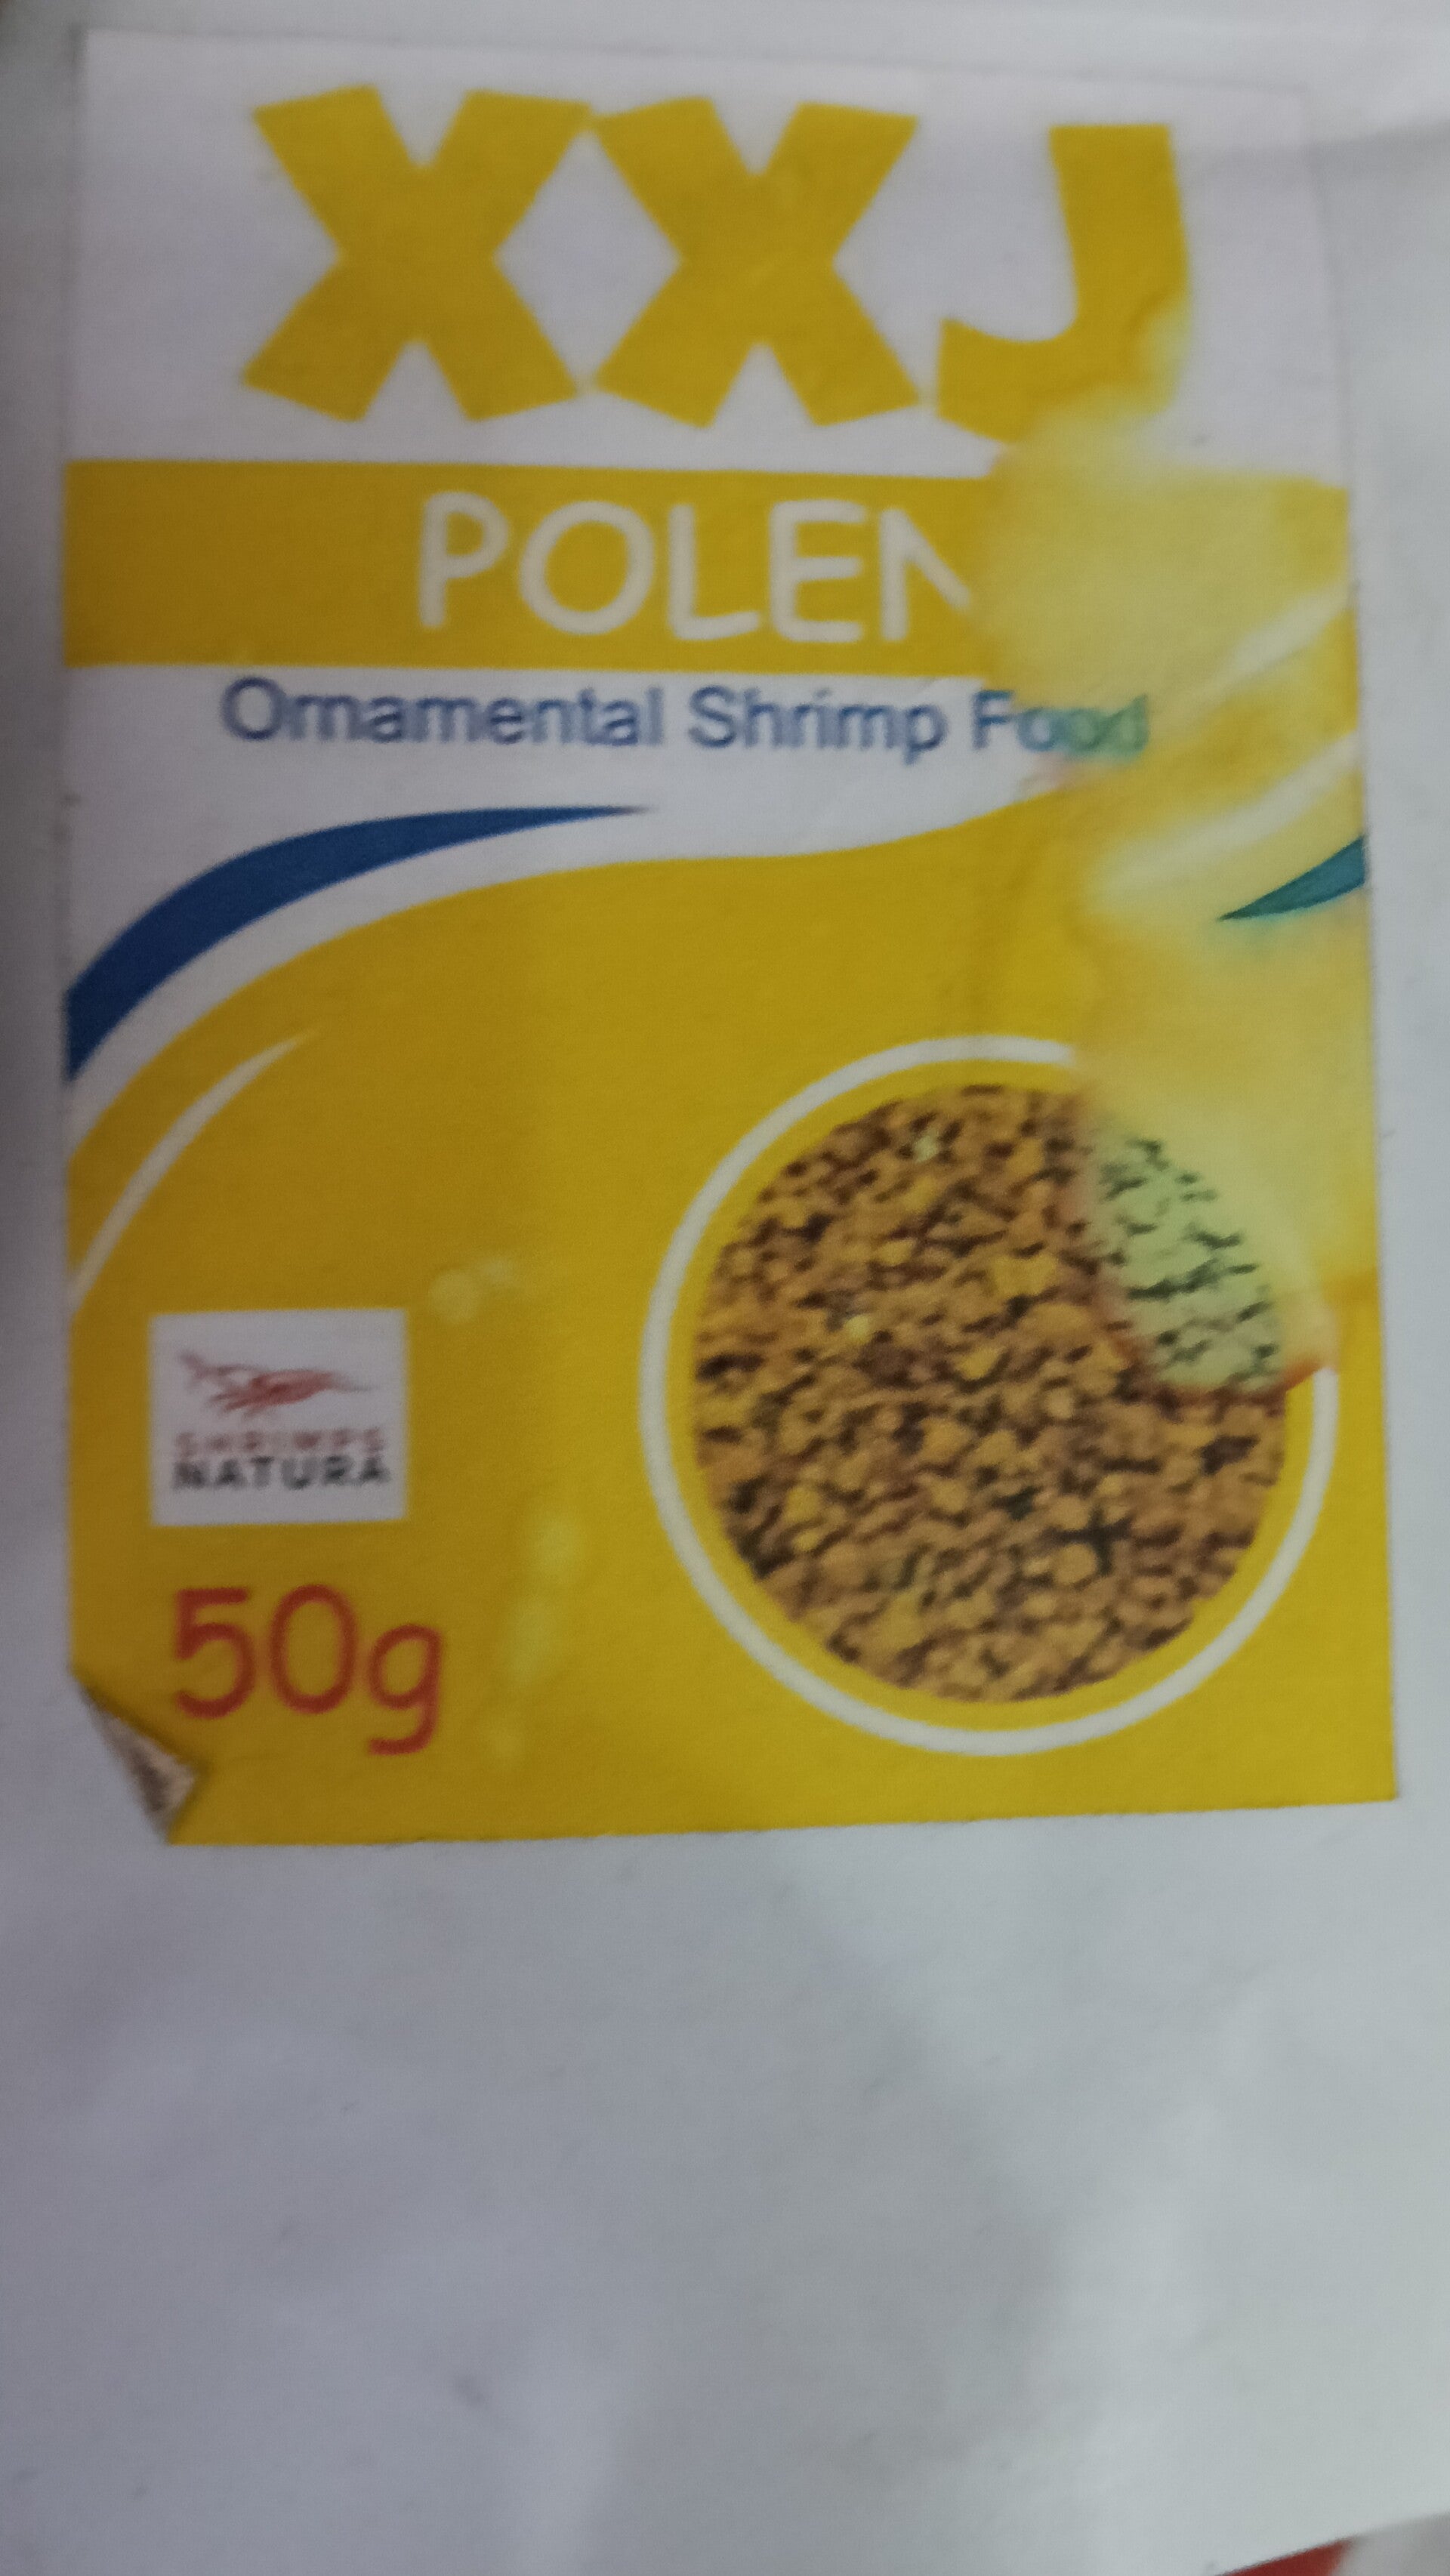 XXJ
POLEN
Ornamental Shrimp Food
SHRIMPS
NATURA
50g